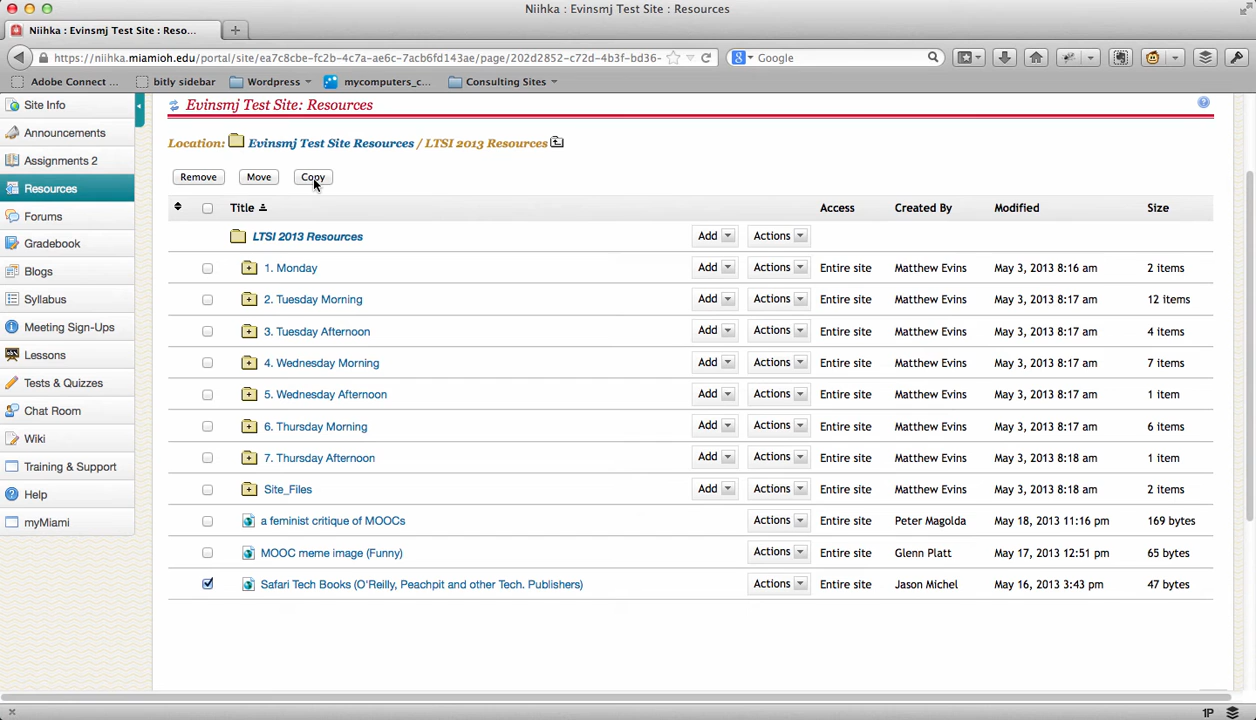 Niihka : Evinsmj Test Site : Resources
Niihka : Evinsmj Test Site : Reso...
https://niihka.miamioh.edu/portal/site/ea7c8cbe-fc2b-4c7a-ae6c-7acb6fd143ae/page/202d2852-c72d-4b3f-bd36-
Google
Adobe Connect ... bitly sidebar Wordpress mycomputers_c... Consulting Sites
Site Info
Announcements
Assignments 2
Resources
Forums
Gradebook
Blogs
Syllabus
Meeting Sign-Ups
Lessons
Tests & Quizzes
Chat Room
Wiki
Training & Support
Help
myMiami
Evinsmj Test Site: Resources
Location: Evinsmj Test Site Resources / LTSI 2013 Resources
Remove Move Copy
Title Access Created By Modified Size
LTSI 2013 Resources Add Actions
1. Monday Add Actions Entire site Matthew Evins May 3, 2013 8:16 am 2 items
2. Tuesday Morning Add Actions Entire site Matthew Evins May 3, 2013 8:17 am 12 items
3. Tuesday Afternoon Add Actions Entire site Matthew Evins May 3, 2013 8:17 am 4 items
4. Wednesday Morning Add Actions Entire site Matthew Evins May 3, 2013 8:17 am 7 items
5. Wednesday Afternoon Add Actions Entire site Matthew Evins May 3, 2013 8:17 am 1 item
6. Thursday Morning Add Actions Entire site Matthew Evins May 3, 2013 8:17 am 6 items
7. Thursday Afternoon Add Actions Entire site Matthew Evins May 3, 2013 8:18 am 1 item
Site_Files Add Actions Entire site Matthew Evins May 3, 2013 8:18 am 2 items
a feminist critique of MOOCs Actions Entire site Peter Magolda May 18, 2013 11:16 pm 169 bytes
MOOC meme image (Funny) Actions Entire site Glenn Platt May 17, 2013 12:51 pm 65 bytes
Safari Tech Books (O'Reilly, Peachpit and other Tech. Publishers) Actions Entire site Jason Michel May 16, 2013 3:43 pm 47 bytes
1P